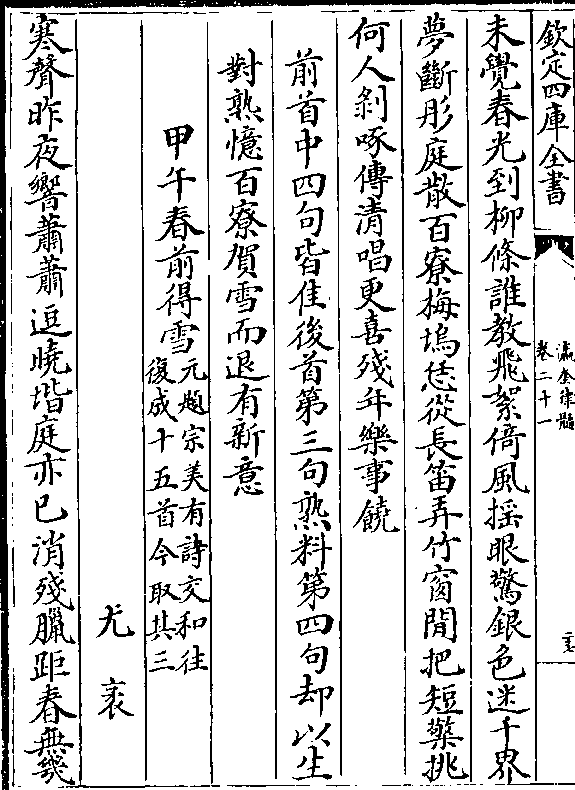 欽定四庫全書
瀛奎律髓
卷二十一
未覺春光到柳條誰教飛絮倚風揺眼驚銀色迷千界
夢斷彤庭散百寮梅塢恁從長笛弄竹窗閒把短檠挑
何人剝啄傳清唱更喜殘年樂事饒
前首中四句皆佳後首第三句熟料第四句却以生
對熟憶百寮賀雪而退有新意
甲午春前得雪元題宗美有詩交和往
復成十五首今取其三
尤袤
寒聲昨夜響蕭蕭逗曉堦庭亦已消殘臘距春無幾